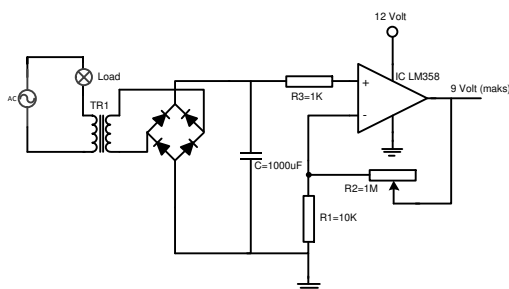 12 Volt
IC LM358
Load
AC
TR1
R3=1K
+
-
9 Volt (maks)
C=1000uF
R2=1M
R1=10K